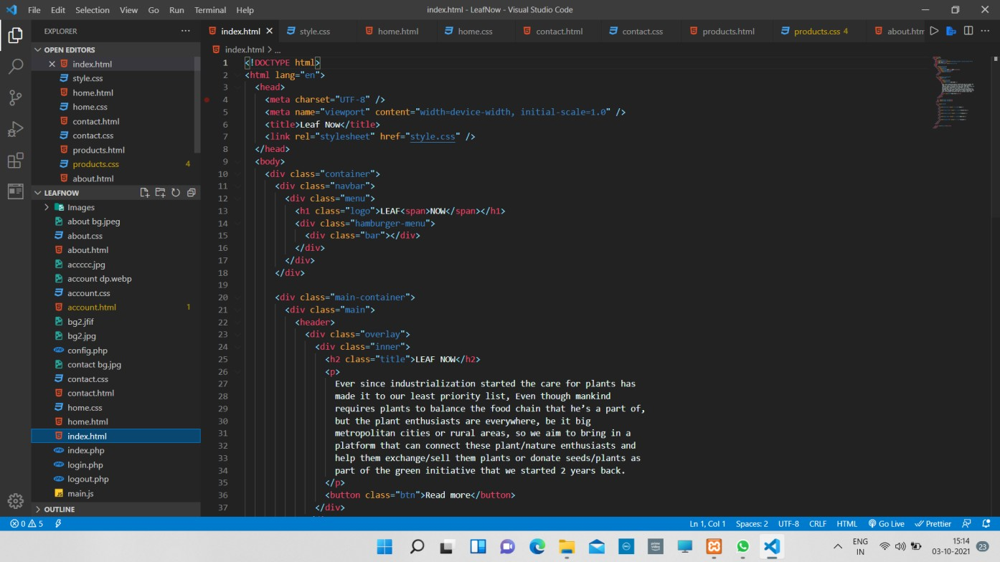 File Edit Selection View Go Run Terminal Help
index.html - LeafNow - Visual Studio Code
EXPLORER
index.html
style.css
home.html
home.css
contact.html
contact.css
products.html
products.css 4
about.htm
index.html > ...
OPEN EDITORS
index.html
style.css
home.html
home.css
contact.html
contact.css
products.html
products.css 4
about.html
LEAFNOW
Images
about bg.jpeg
about.css
about.html
accccc.jpg
account dp.webp
account.css
account.html 1
bg2.jfif
bg2.jpg
config.php
contact bg.jpg
contact.css
contact.html
home.css
home.html
index.html
index.php
login.php
logout.php
main.js
OUTLINE
1 <!DOCTYPE html>
2 <html lang="en">
3 <head>
4 <meta charset="UTF-8" />
5 <meta name="viewport" content="width=device-width, initial-scale=1.0" />
6 <title>Leaf Now</title>
7 <link rel="stylesheet" href="style.css" />
8 </head>
9 <body>
10 <div class="container">
11 <div class="navbar">
12 <div class="menu">
13 <h1 class="logo">LEAF<span>NOW</span></h1>
14 <div class="hamburger-menu">
15 <div class="bar"></div>
16 </div>
17 </div>
18 </div>
19
20 <div class="main-container">
21 <div class="main">
22 <header>
23 <div class="overlay">
24 <div class="inner">
25 <h2 class="title">LEAF NOW</h2>
26 <p>
27 Ever since industrialization started the care for plants has
28 made it to our least priority list, Even though mankind
29 requires plants to balance the food chain that he’s a part of,
30 but the plant enthusiasts are everywhere, be it big
31 metropolitan cities or rural areas, so we aim to bring in a
32 platform that can connect these plant/nature enthusiasts and
33 help them exchange/sell them plants or donate seeds/plants as
34 part of the green initiative that we started 2 years back.
35 </p>
36 <button class="btn">Read more</button>
37 </div>
0 5
Ln 1, Col 1 Spaces: 2 UTF-8 CRLF HTML Go Live Prettier
ENG
IN
15:14
03-10-2021
23